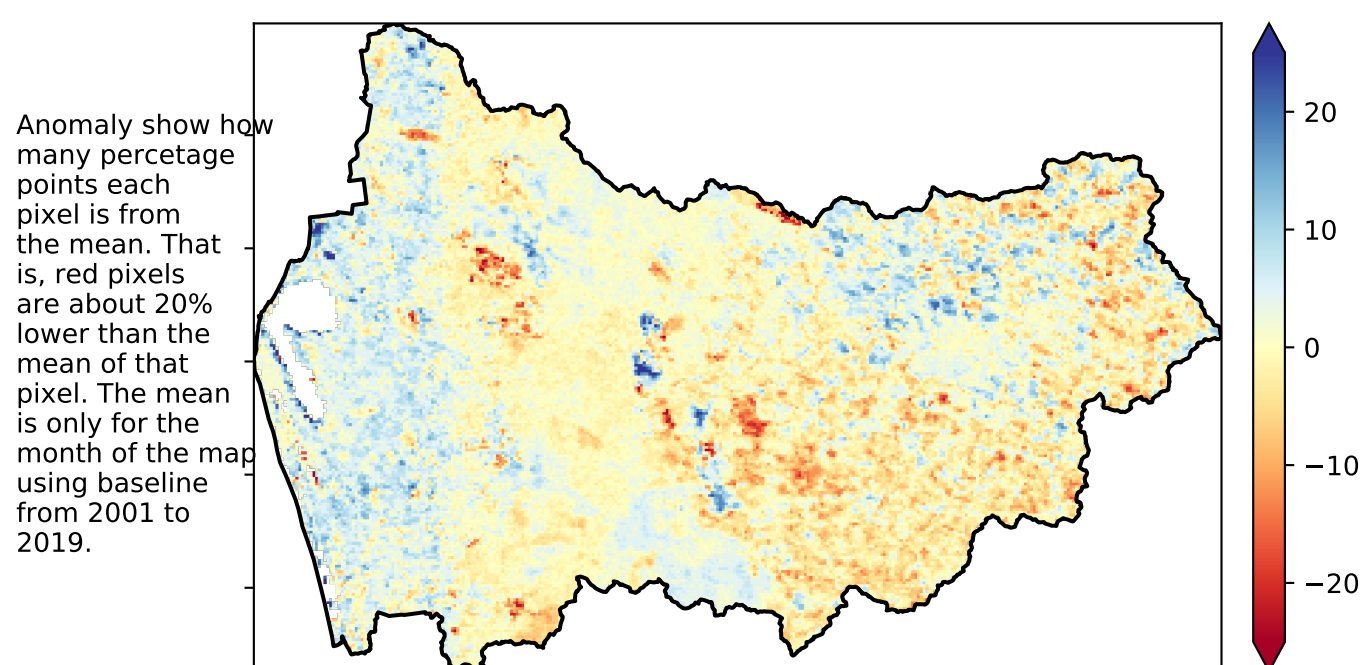 Anomaly show how
many percetage
points each
pixel is from
the mean. That
is, red pixels
are about 20%
lower than the
mean of that
pixel. The mean
is only for the
month of the map
using baseline
from 2001 to
2019.
20
10
0
−10
−20